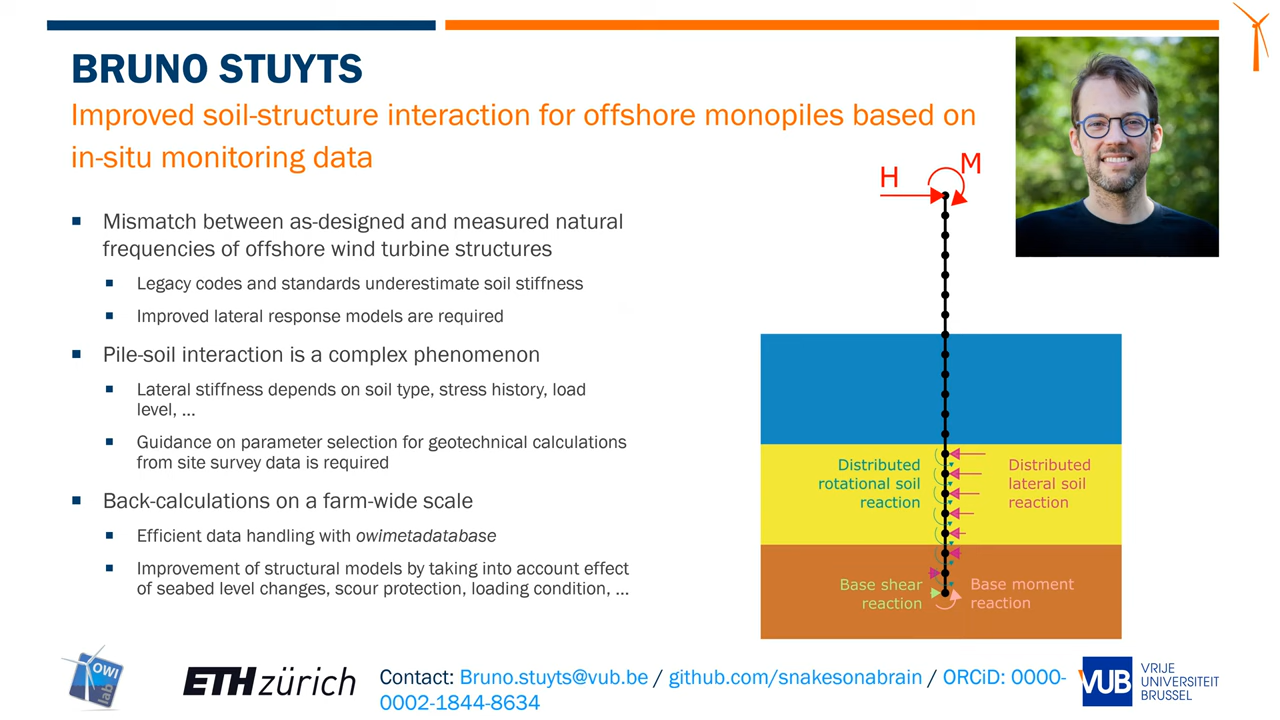 BRUNO STUYTS
Improved soil-structure interaction for offshore monopiles based on
in-situ monitoring data
Mismatch between as-designed and measured natural
frequencies of offshore wind turbine structures
Legacy codes and standards underestimate soil stiffness
Improved lateral response models are required
Pile-soil interaction is a complex phenomenon
Lateral stiffness depends on soil type, stress history, load
level, ...
Guidance on parameter selection for geotechnical calculations
from site survey data is required
Back-calculations on a farm-wide scale
Efficient data handling with owimetadatabase
Improvement of structural models by taking into account effect
of seabed level changes, scour protection, loading condition, ...
H
M
Distributed
rotational soil
reaction
Distributed
lateral soil
reaction
Base shear
reaction
Base moment
reaction
OWI
lab
ETH zürich
Contact: Bruno.stuyts@vub.be / github.com/snakesonabrain / ORCiD: 0000-
0002-1844-8634
VUB
VRIJE
UNIVERSITEIT
BRUSSEL